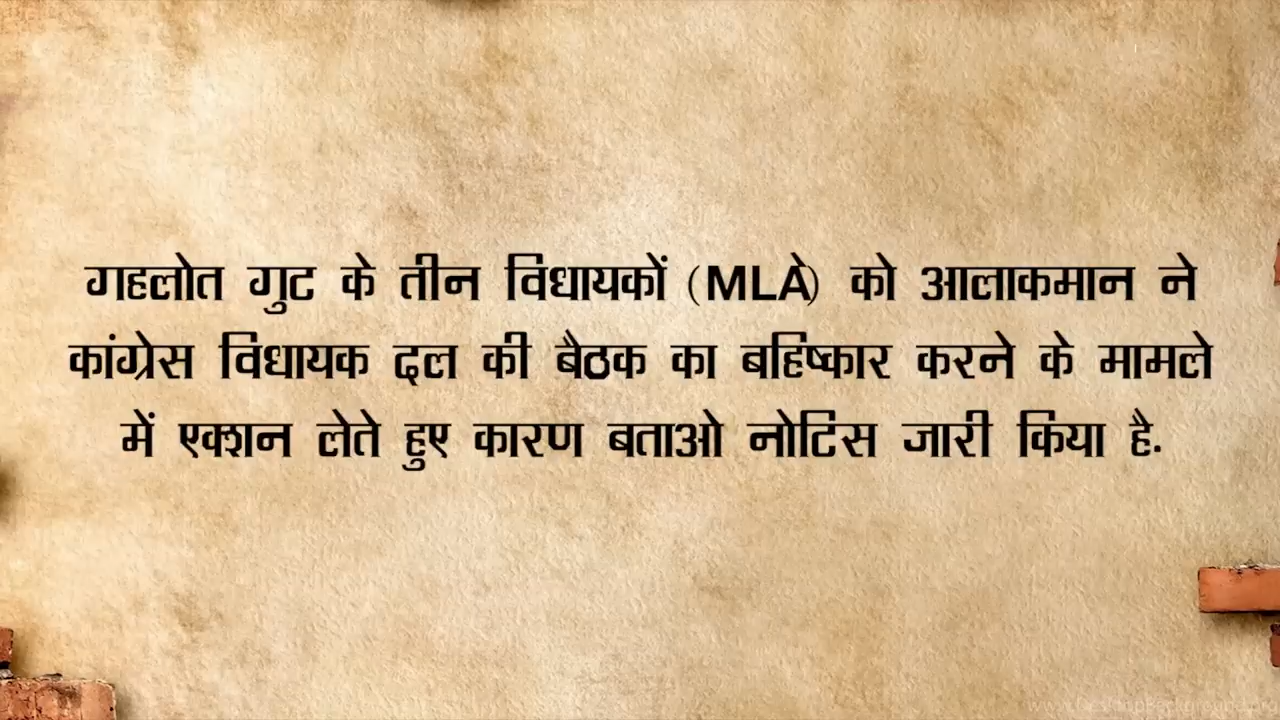 गहलोत गुट के तीन विधायकों (MLAे) को आलाकमान ने
कांग्रेस विधायक दल की बैठक का बहिष्कार करने के मामले
में एक्शन लेते हुए कारण बताओ नोटिस जारी किया है.